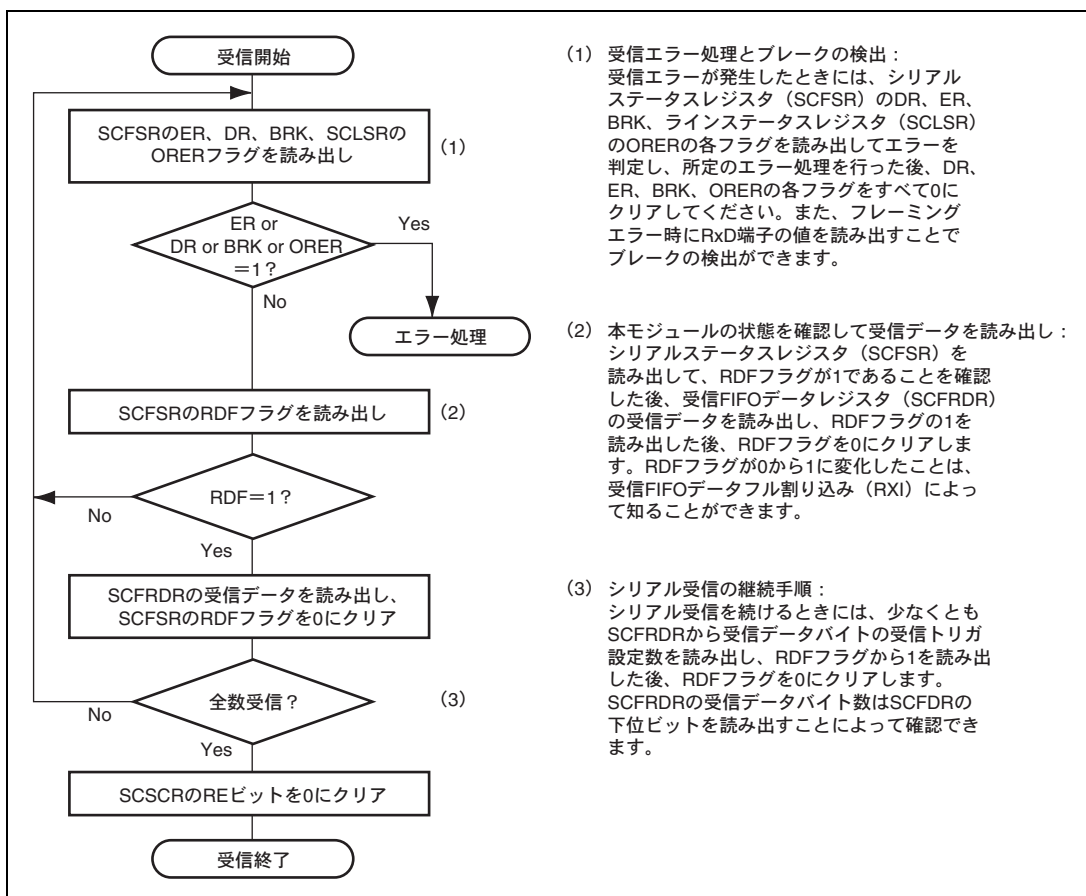 受信開始
SCFSRのER、DR、BRK、SCLSRの
ORERフラグを読み出し
(1)
ER or
DR or BRK or ORER
＝1？
Yes
No
エラー処理
SCFSRのRDFフラグを読み出し
(2)
RDF＝1？
No
Yes
SCFRDRの受信データを読み出し、
SCFSRのRDFフラグを0にクリア
全数受信？
(3)
No
Yes
SCSCRのREビットを0にクリア
受信終了
(1) 受信エラー処理とブレークの検出：
受信エラーが発生したときには、シリアル
ステータスレジスタ（SCFSR）のDR、ER、
BRK、ラインステータスレジスタ（SCLSR）
のORERの各フラグを読み出してエラーを
判定し、所定のエラー処理を行った後、DR、
ER、BRK、ORERの各フラグをすべて0に
クリアしてください。また、フレーミング
エラー時にRxD端子の値を読み出すことで
ブレークの検出ができます。
(2) 本モジュールの状態を確認して受信データを読み出し：
シリアルステータスレジスタ（SCFSR）を
読み出して、RDFフラグが1であることを確認
した後、受信FIFOデータレジスタ（SCFRDR）
の受信データを読み出し、RDFフラグの1を
読み出した後、RDFフラグを0にクリアしま
す。RDFフラグが0から1に変化したことは、
受信FIFOデータフル割り込み（RXI）によっ
て知ることができます。
(3) シリアル受信の継続手順：
シリアル受信を続けるときには、少なくとも
SCFRDRから受信データバイトの受信トリガ
設定数を読み出し、RDFフラグから1を読み出
した後、RDFフラグを0にクリアします。
SCFRDRの受信データバイト数はSCFDRの
下位ビットを読み出すことによって確認でき
ます。